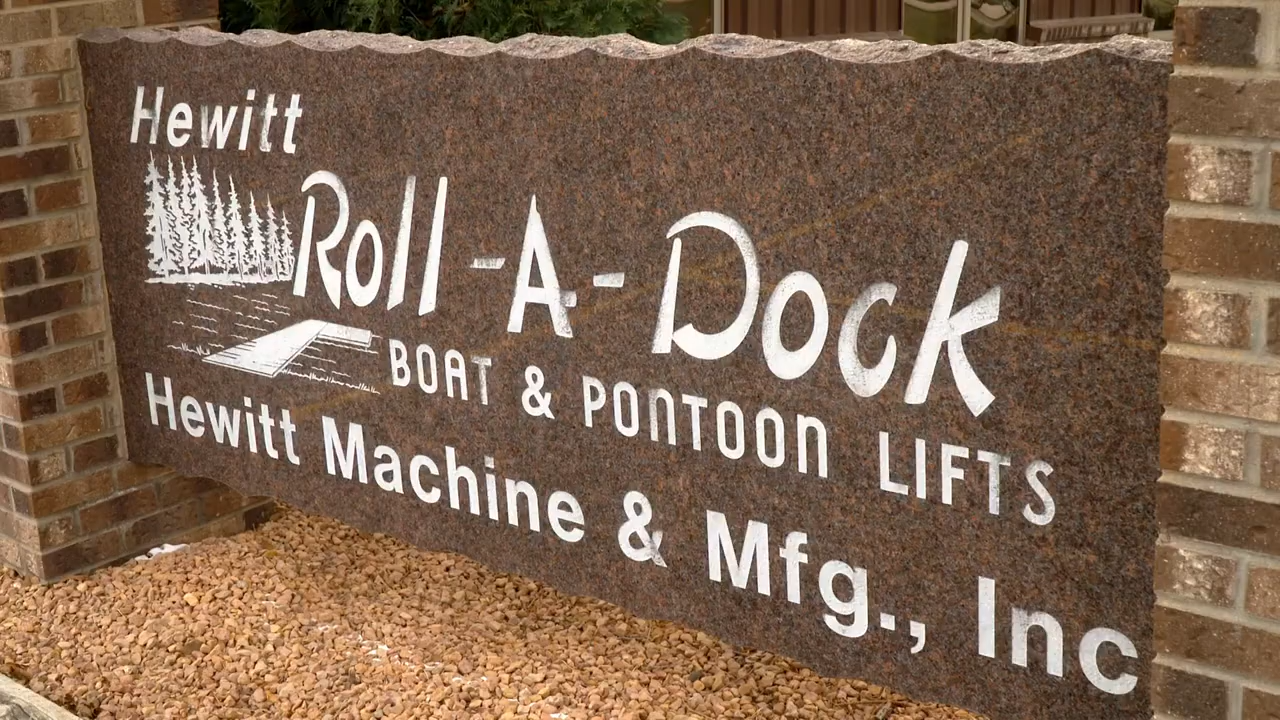 Hewitt
Roll-A-Dock
BOAT & PONTOON LIFTS
Hewitt Machine & Mfg., Inc